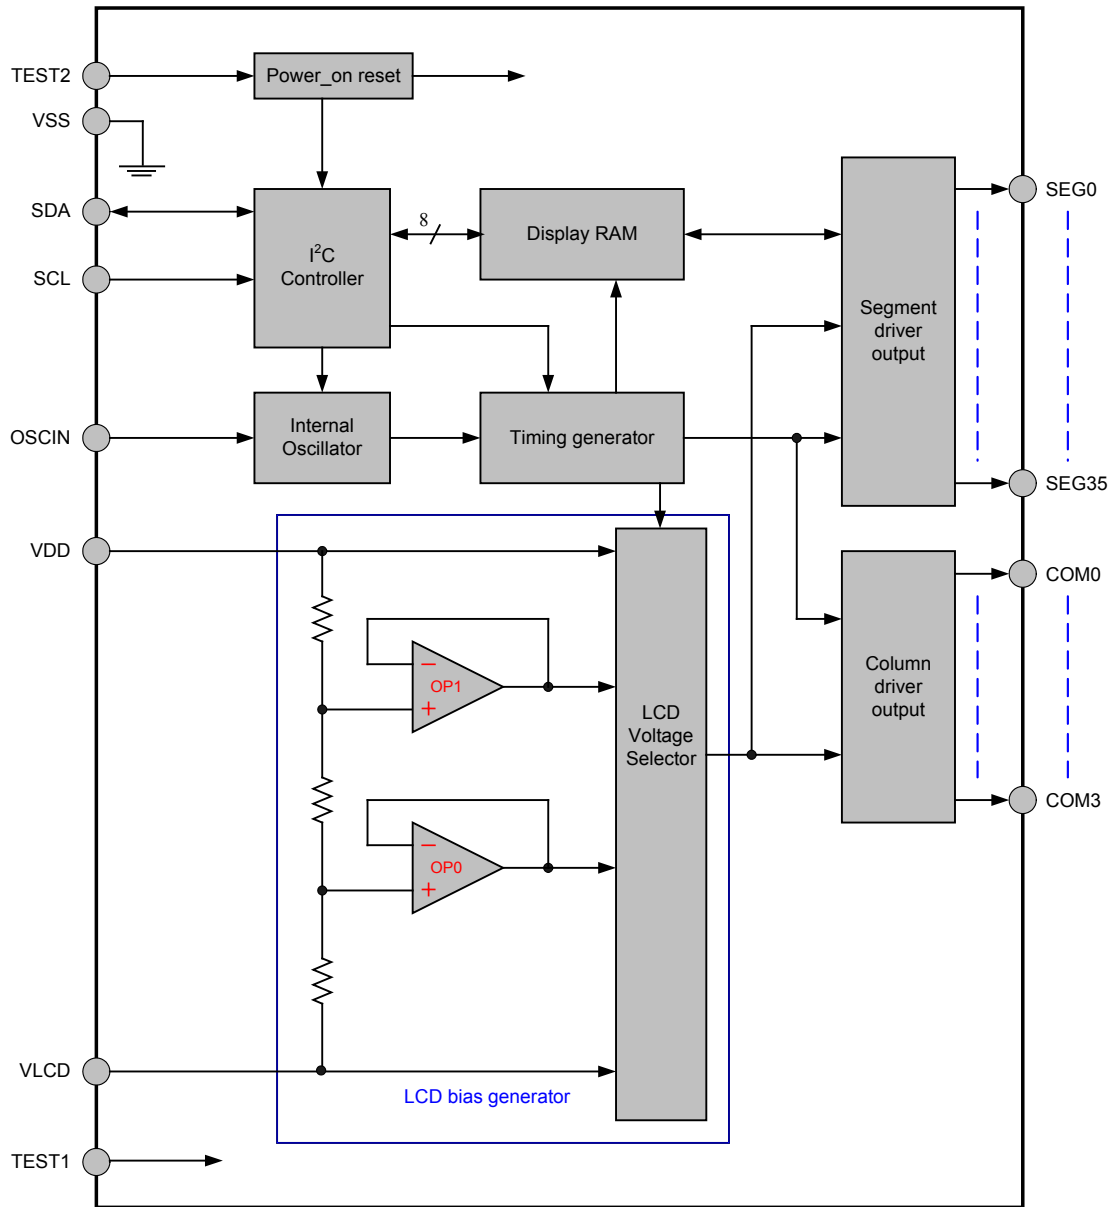 TEST2
Power_on reset
VSS
SEG0
SDA
8
Display RAM
I²C
Controller
SCL
Segment
driver
output
OSCIN
Internal
Oscillator
Timing generator
SEG35
VDD
COM0
−
OP1
+
LCD
Voltage
Selector
Column
driver
output
COM3
−
OP0
+
VLCD
LCD bias generator
TEST1